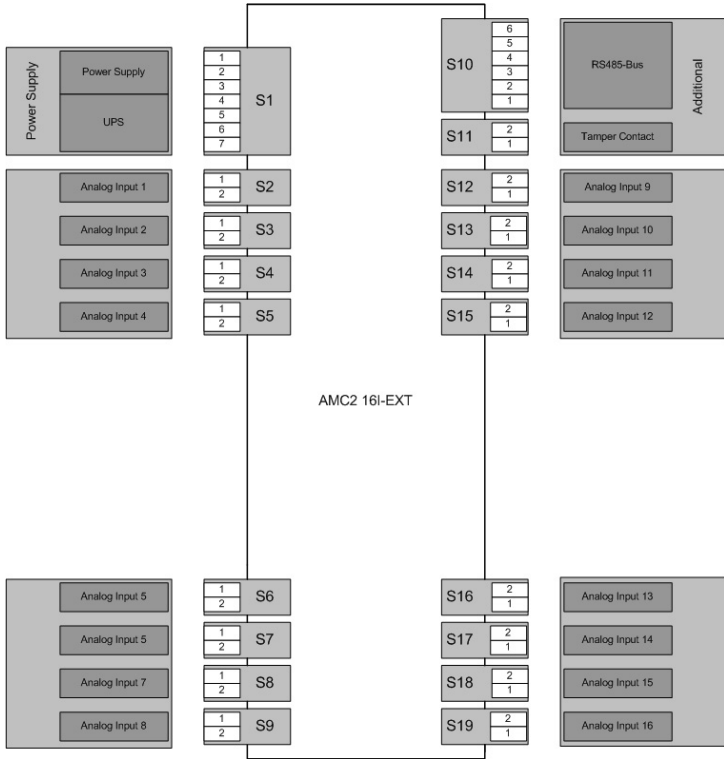 Power Supply
Power Supply
UPS
1
2
3
4
5
6
7
S1
Analog Input 1
1
2
S2
Analog Input 2
1
2
S3
Analog Input 3
1
2
S4
Analog Input 4
1
2
S5
S10
6
5
4
3
2
1
RS485-Bus
Additional
S11
2
1
Tamper Contact
S12
2
1
Analog Input 9
S13
2
1
Analog Input 10
S14
2
1
Analog Input 11
S15
2
1
Analog Input 12
AMC2 16I-EXT
Analog Input 5
1
2
S6
Analog Input 5
1
2
S7
Analog Input 7
1
2
S8
Analog Input 8
1
2
S9
S16
2
1
Analog Input 13
S17
2
1
Analog Input 14
S18
2
1
Analog Input 15
S19
2
1
Analog Input 16